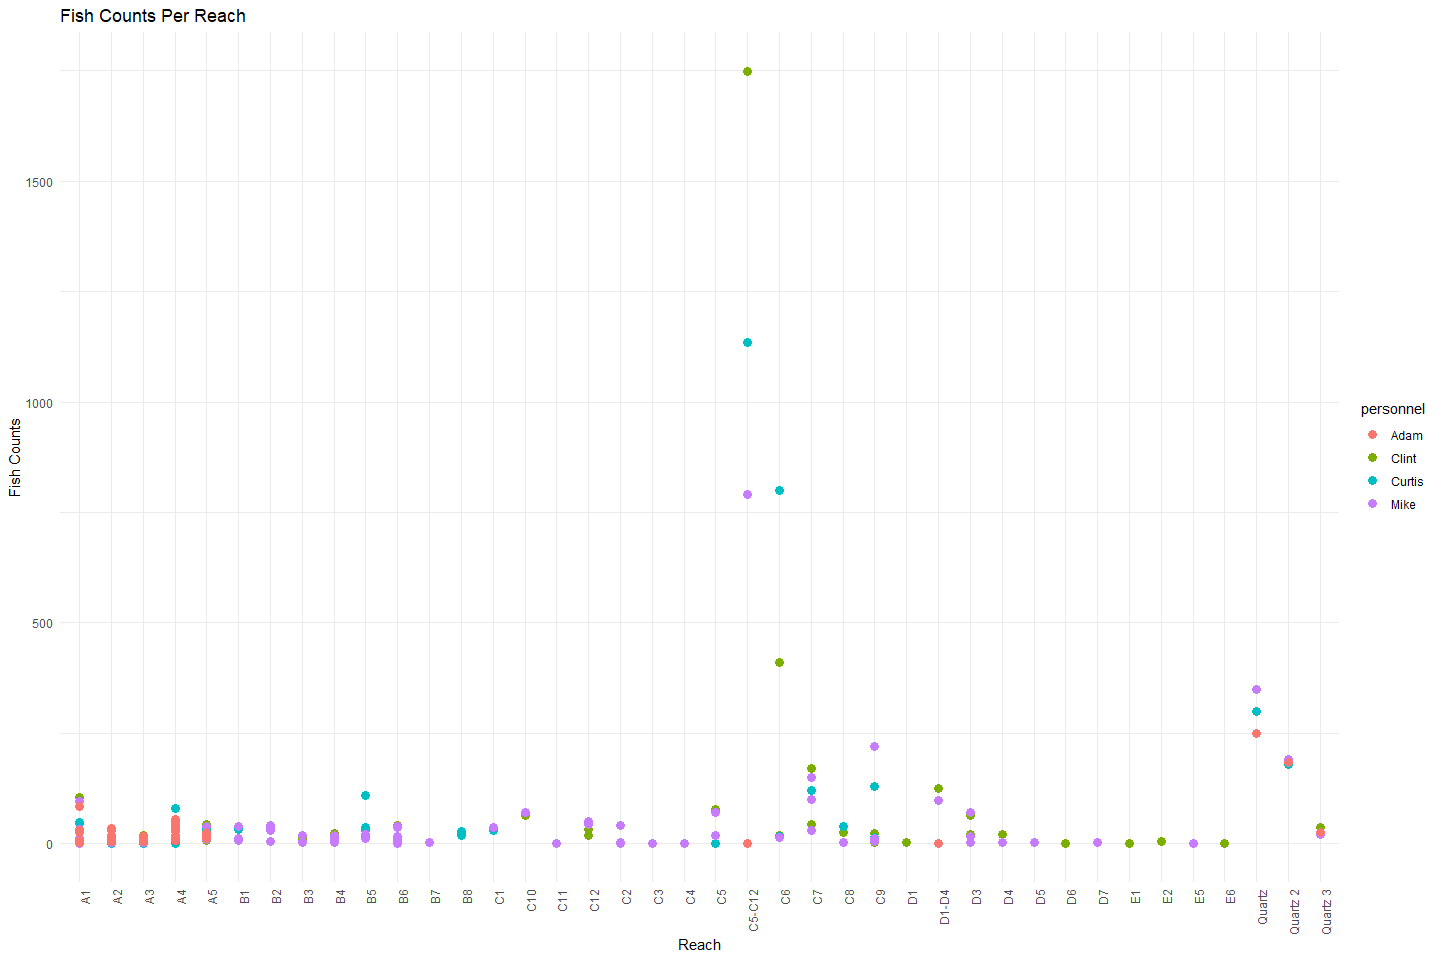 Fish Counts Per Reach
Fish Counts
1500
1000
500
0
A1
A2
A3
A4
A5
B1
B2
B3
B4
B5
B6
B7
B8
C1
C10
C11
C12
C2
C3
C4
C5
C5-C12
C6
C7
C8
C9
D1
D1-D4
D3
D4
D5
D6
D7
E1
E2
E5
E6
Quartz
Quartz 2
Quartz 3
Reach
personnel
Adam
Clint
Curtis
Mike